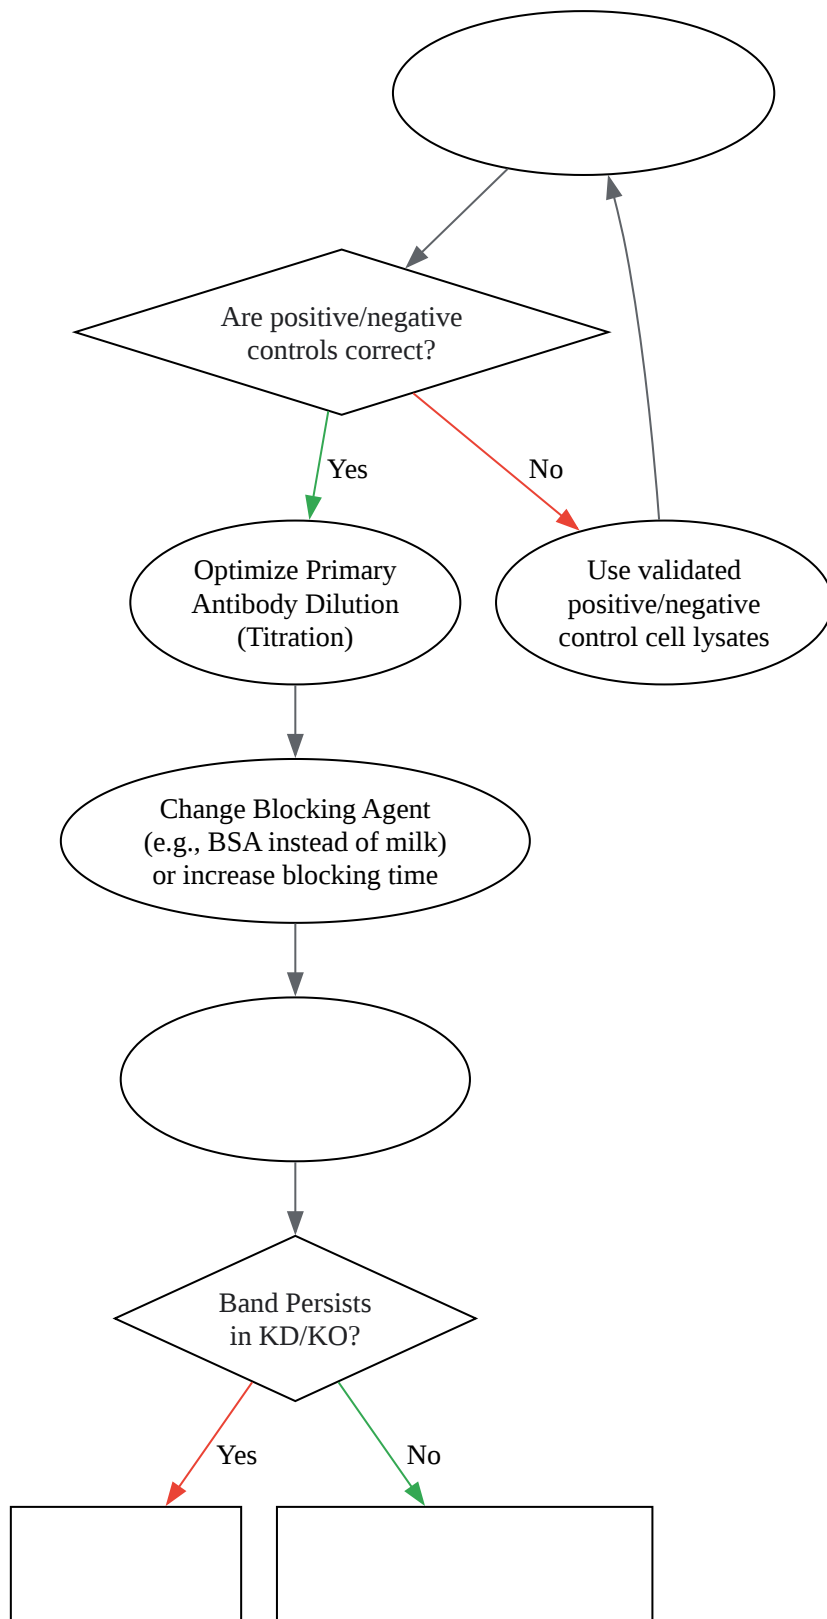 Are positive/negative
controls correct?
Yes
No
Optimize Primary
Antibody Dilution
(Titration)
Use validated
positive/negative
control cell lysates
Change Blocking Agent
(e.g., BSA instead of milk)
or increase blocking time
Band Persists
in KD/KO?
Yes
No